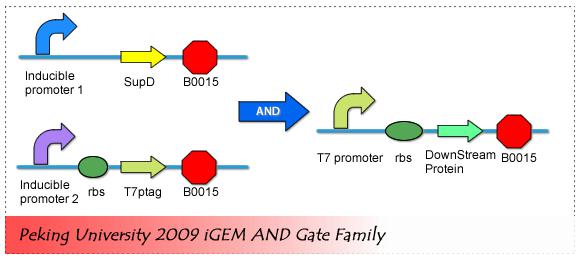 Inducible
promoter 1
SupD
B0015
Inducible
promoter 2
rbs
T7ptag
B0015
AND
T7 promoter
rbs
DownStream
Protein
B0015
Peking University 2009 iGEM AND Gate Family